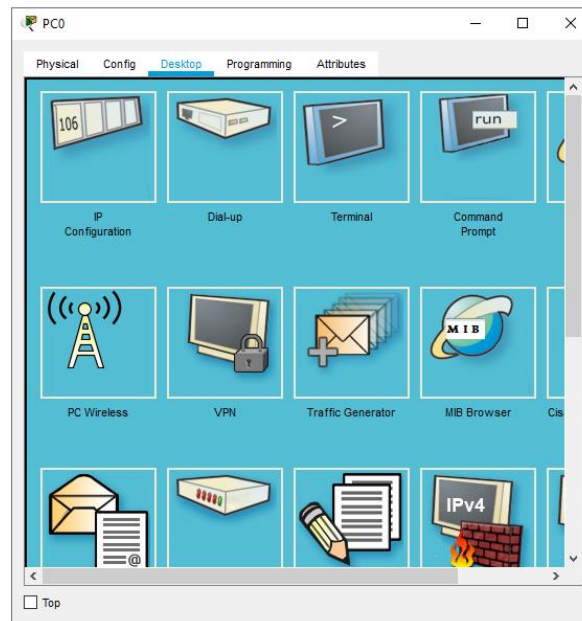 PC0
Physical Config Desktop Programming Attributes
106
>
run
IP
Configuration
Dial-up
Terminal
Command
Prompt
MIB
PC Wireless
VPN
Traffic Generator
MIB Browser
Cis
@
IPv4
Top